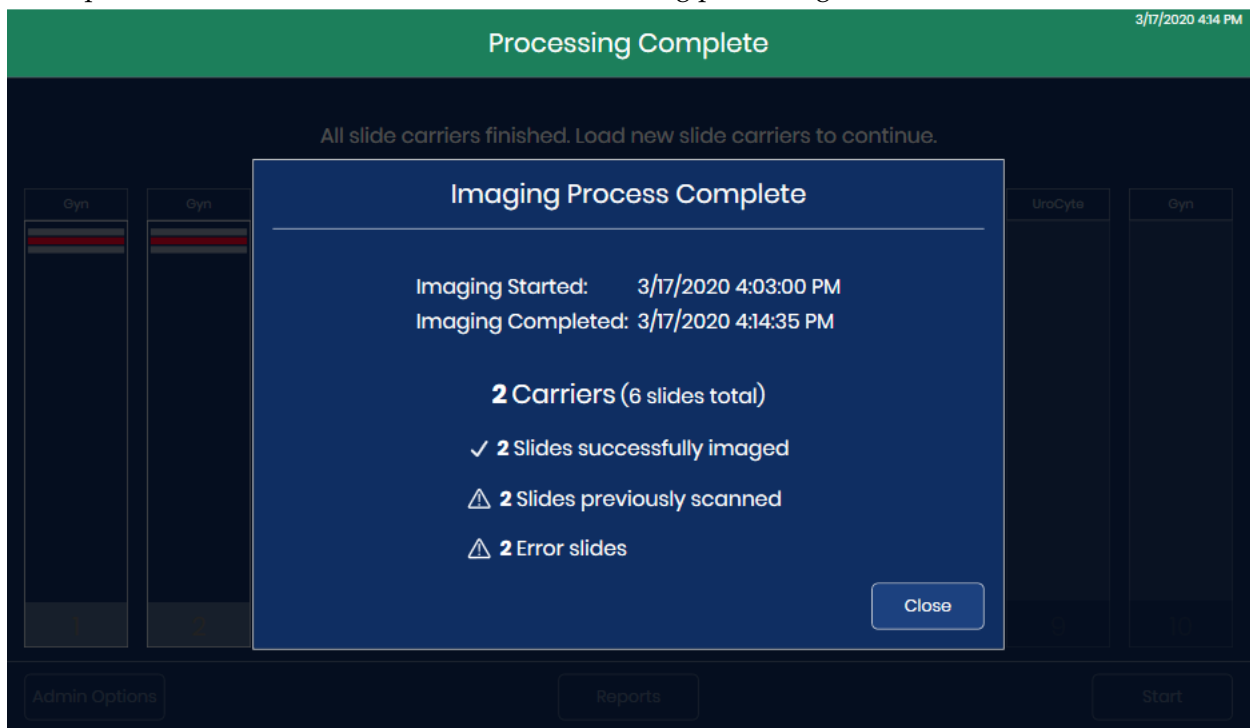 3/17/2020 4:14 PM
Processing Complete
All slide carriers finished. Load new slide carriers to continue.
Gyn
Gyn
UroCyte
Gyn
Imaging Process Complete
Imaging Started: 3/17/2020 4:03:00 PM
Imaging Completed: 3/17/2020 4:14:35 PM
2 Carriers (6 slides total)
✓ 2 Slides successfully imaged
⚠ 2 Slides previously scanned
⚠ 2 Error slides
Close
1
2
9
10
Admin Options
Reports
Start